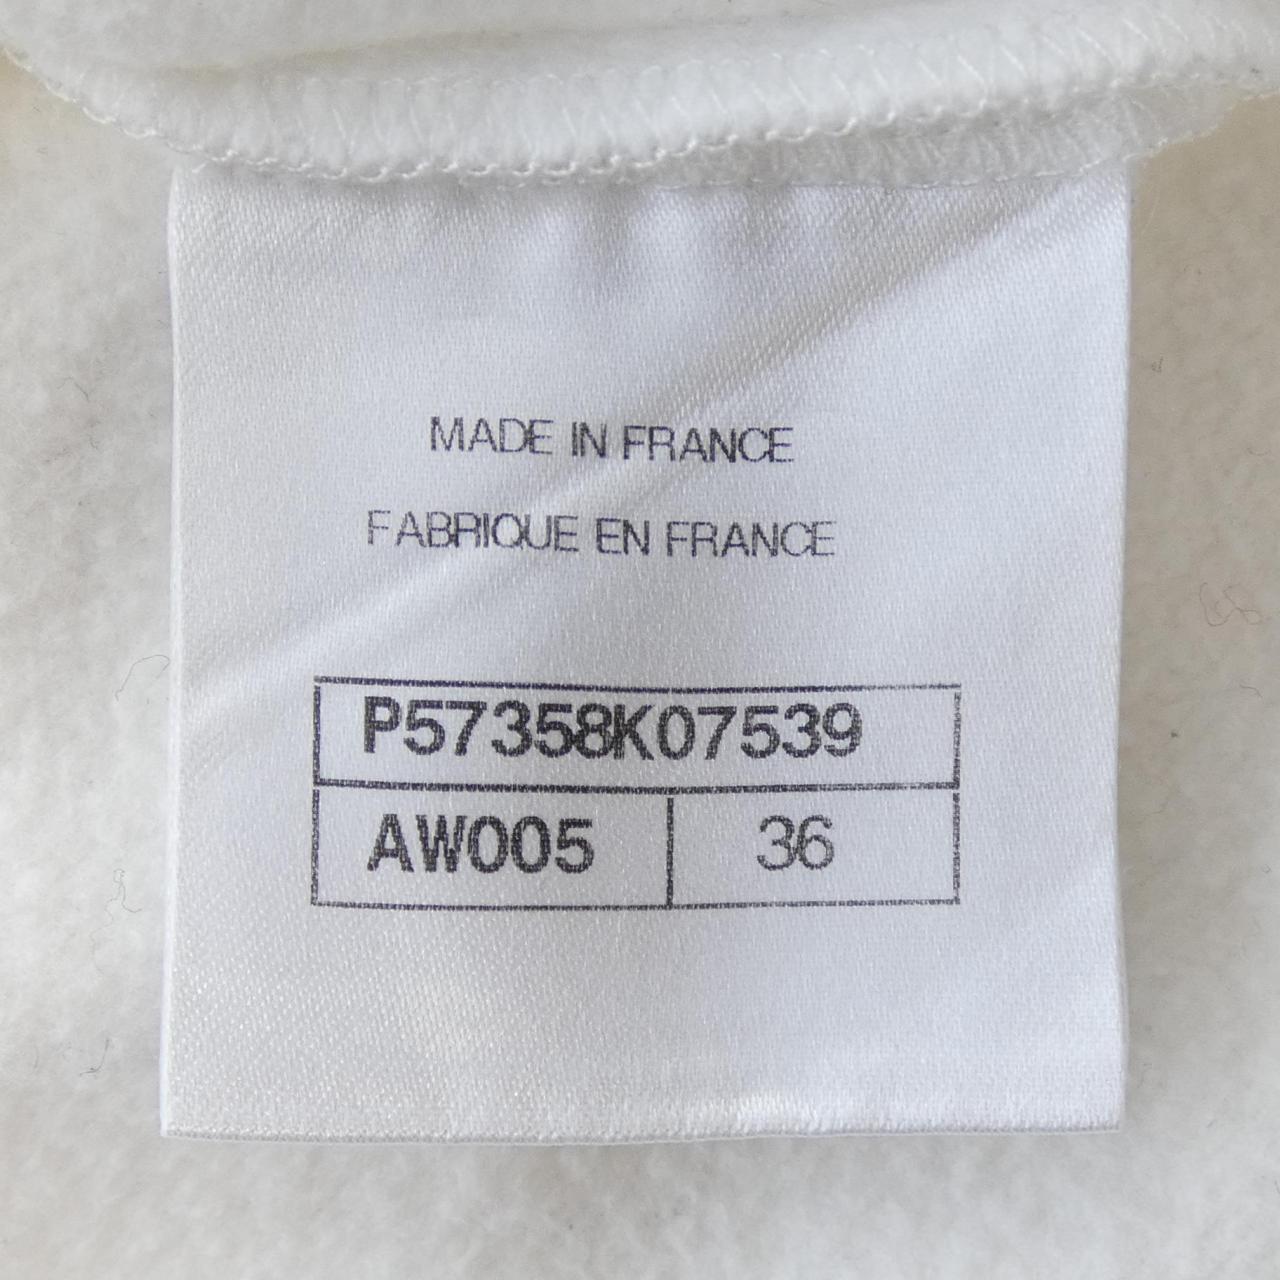 MADE IN FRANCE
FABRIQUE EN FRANCE
P57358K07539
AW005 36